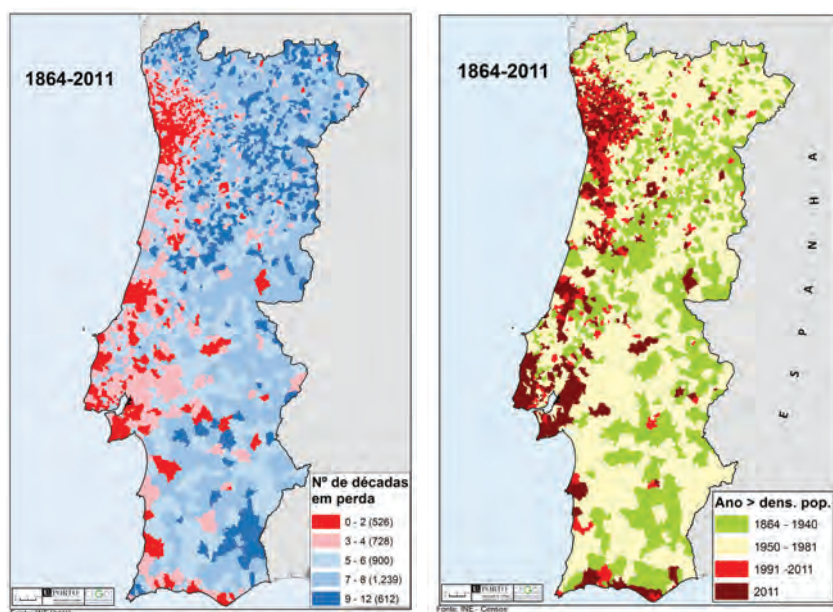 1864-2011
Nº de décadas
em perda
0 - 2 (526)
3 - 4 (728)
5 - 6 (900)
7 - 8 (1,239)
9 - 12 (612)
U.PORTO
1864-2011
E S P A N H A
Ano > dens. pop.
1864 - 1940
1950 - 1981
1991 -2011
2011
U.PORTO
Fonte: INE - Censos